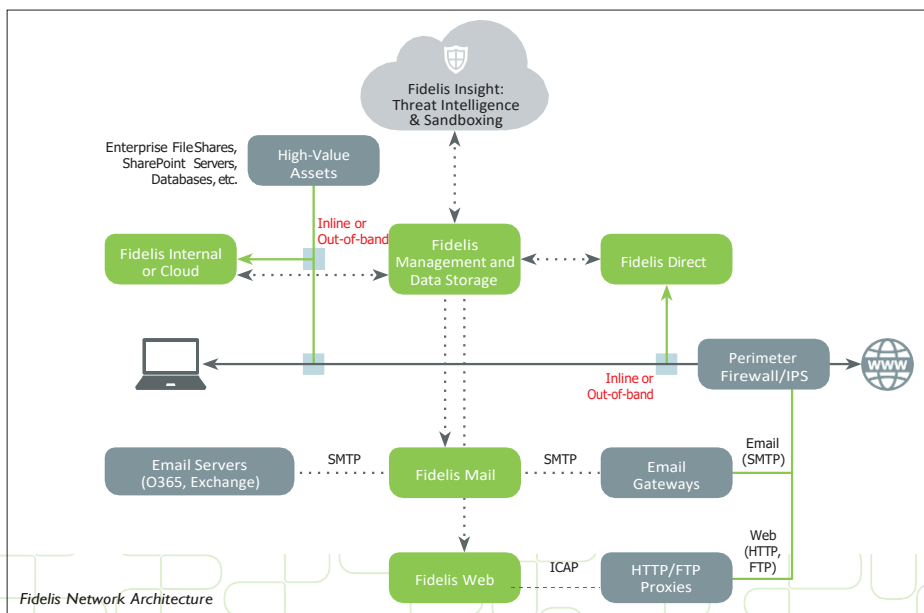 Fidelis Insight:
Threat Intelligence
& Sandboxing
Enterprise FileShares,
SharePoint Servers,
Databases, etc.
High-Value
Assets
Inline or
Out-of-band
Fidelis Internal
or Cloud
Fidelis
Management and
Data Storage
Fidelis Direct
Perimeter
Firewall/IPS
WWW
Inline or
Out-of-band
Email Servers
(O365, Exchange)
SMTP
Fidelis Mail
SMTP
Email
Gateways
Email
(SMTP)
Web
(HTTP,
FTP)
Fidelis Web
ICAP
HTTP/FTP
Proxies
Fidelis Network Architecture